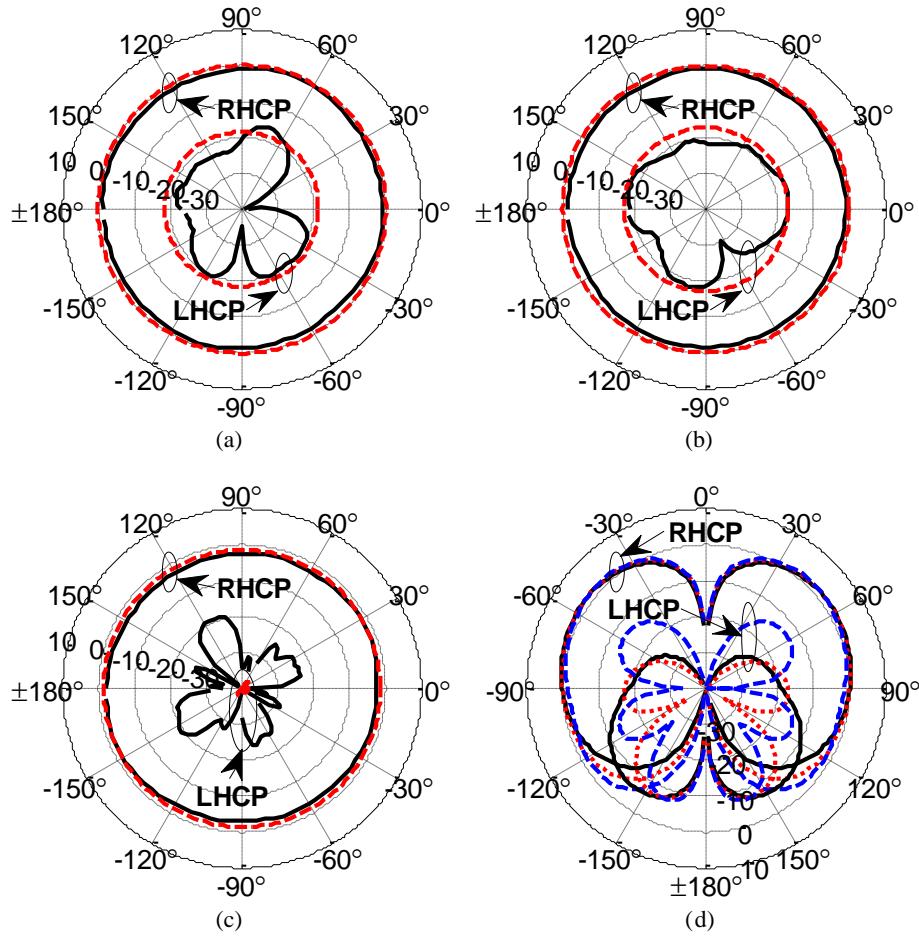 90° 90°
120° 60° 120° 60°
RHCP RHCP
150° 30° 150° 30°
10 0 -10 -20 -30 10 0 -10 -20 -30
±180° 0° ±180° 0°
-150° LHCP -30° -150° LHCP -30°
-120° -60° -120° -60°
-90° -90°
(a) (b)
90° 0°
120° 60° -30° RHCP 30°
RHCP LHCP
150° 30° -60° 60°
10 0 -10 -20 -30
±180° 0° -90° 90°
-30
-150° -30° -120° 20 120°
LHCP -10
-120° -60° 0
-150° 10 150°
-90° ±180°
(c) (d)